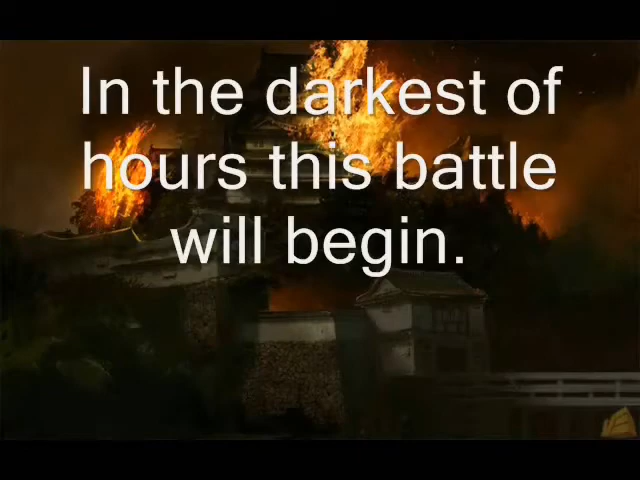 In the darkest of
hours this battle
will begin.